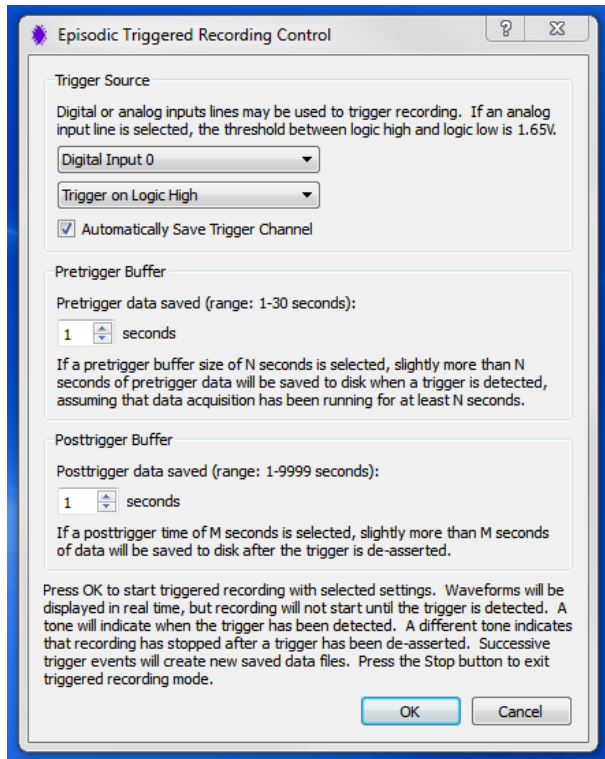 Episodic Triggered Recording Control
Trigger Source
Digital or analog inputs lines may be used to trigger recording.  If an analog
input line is selected, the threshold between logic high and logic low is 1.65V.
Digital Input 0
Trigger on Logic High
Automatically Save Trigger Channel
Pretrigger Buffer
Pretrigger data saved (range: 1-30 seconds):
1 seconds
If a pretrigger buffer size of N seconds is selected, slightly more than N
seconds of pretrigger data will be saved to disk when a trigger is detected,
assuming that data acquisition has been running for at least N seconds.
Posttrigger Buffer
Posttrigger data saved (range: 1-9999 seconds):
1 seconds
If a posttrigger time of M seconds is selected, slightly more than M seconds
of data will be saved to disk after the trigger is de-asserted.
Press OK to start triggered recording with selected settings.  Waveforms will be
displayed in real time, but recording will not start until the trigger is detected.  A
tone will indicate when the trigger has been detected.  A different tone indicates
that recording has stopped after a trigger has been de-asserted.  Successive
trigger events will create new saved data files.  Press the Stop button to exit
triggered recording mode.
OK Cancel